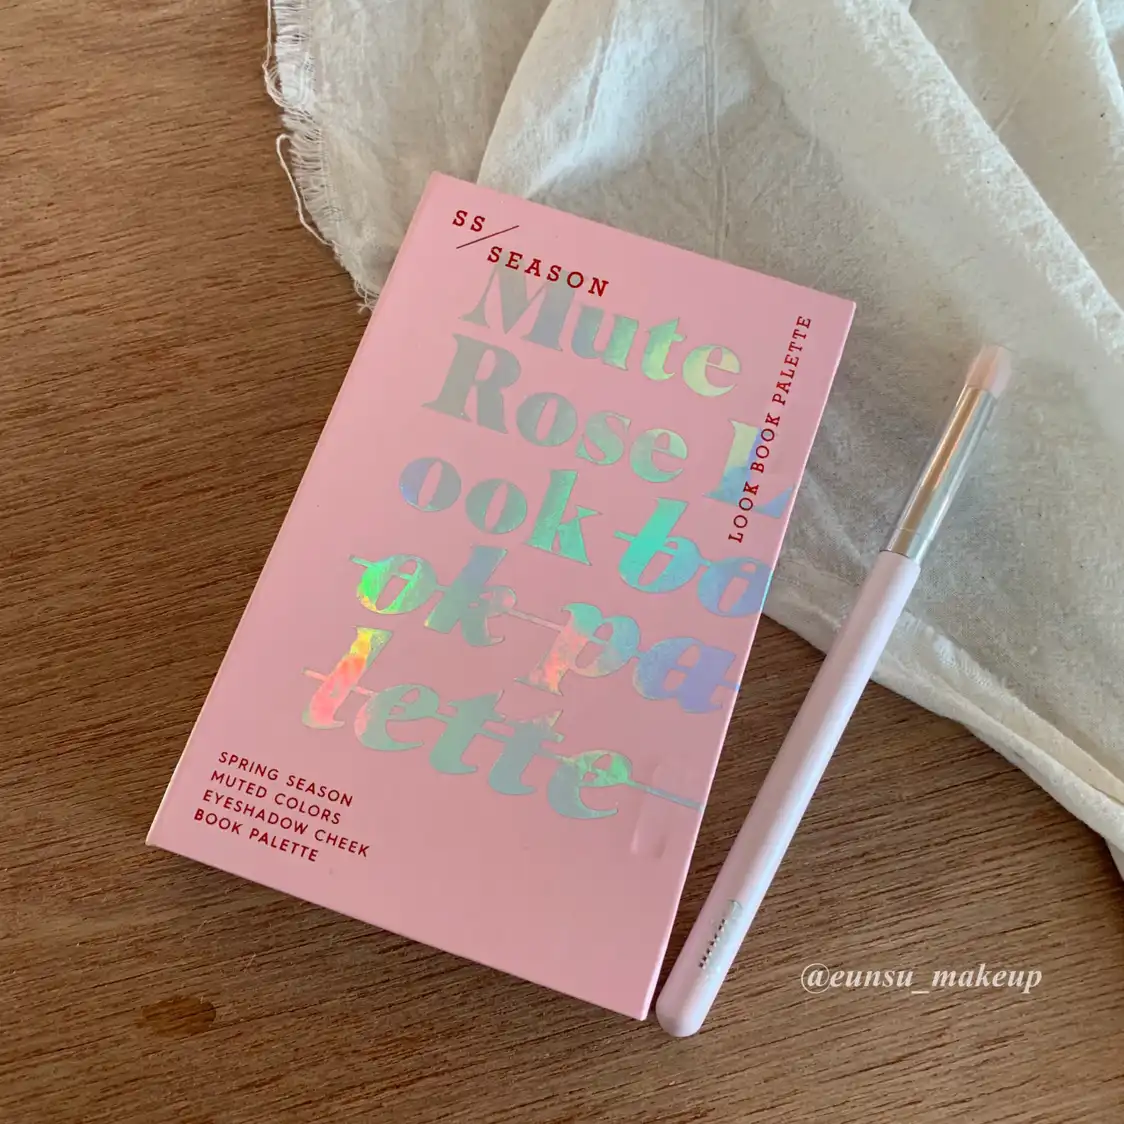 SS/
SEASON
Mute
Rose L
ook bo
ok pa
lette
LOOK BOOK PALETTE
SPRING SEASON
MUTED COLORS
EYESHADOW CHEEK
BOOK PALETTE
@eunsu_makeup